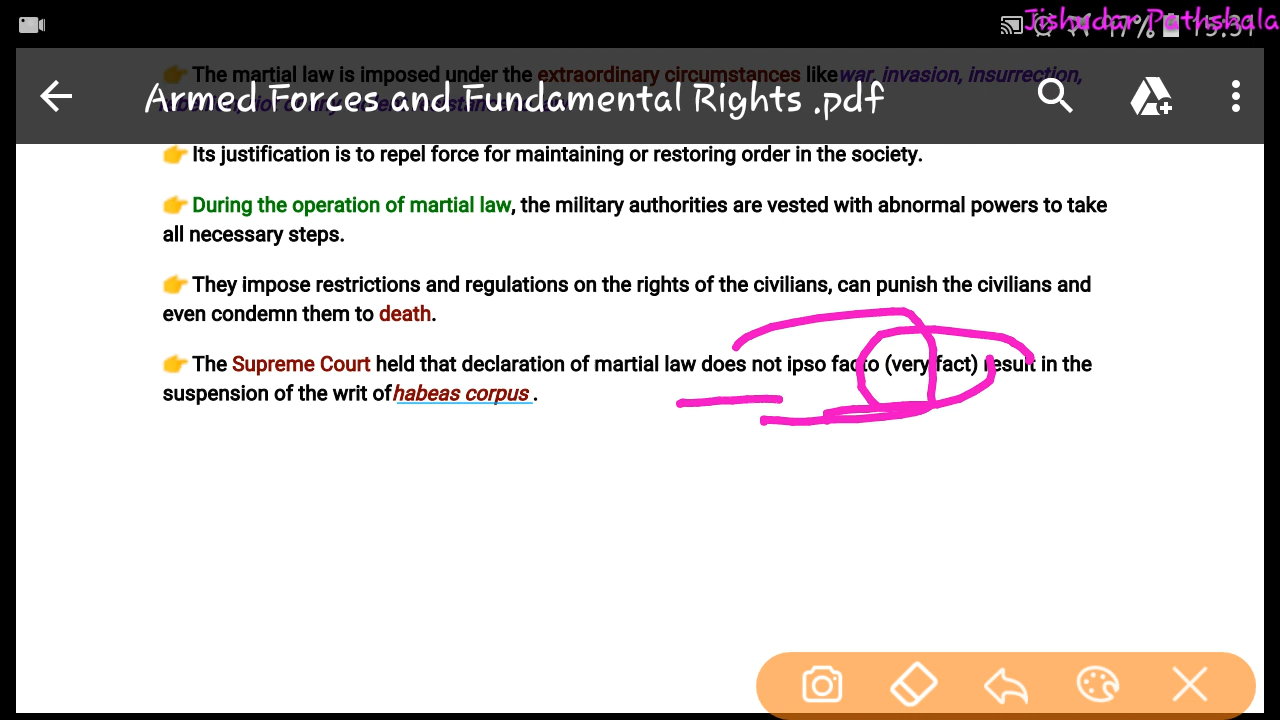 Jishudar Pathshala
97% 15:31
👉 The martial law is imposed under the extraordinary circumstances like war, invasion, insurrection,
Armed Forces and Fundamental Rights .pdf
👉 Its justification is to repel force for maintaining or restoring order in the society.
👉 During the operation of martial law, the military authorities are vested with abnormal powers to take
all necessary steps.
👉 They impose restrictions and regulations on the rights of the civilians, can punish the civilians and
even condemn them to death.
👉 The Supreme Court held that declaration of martial law does not ipso facto (very fact) result in the
suspension of the writ of habeas corpus .